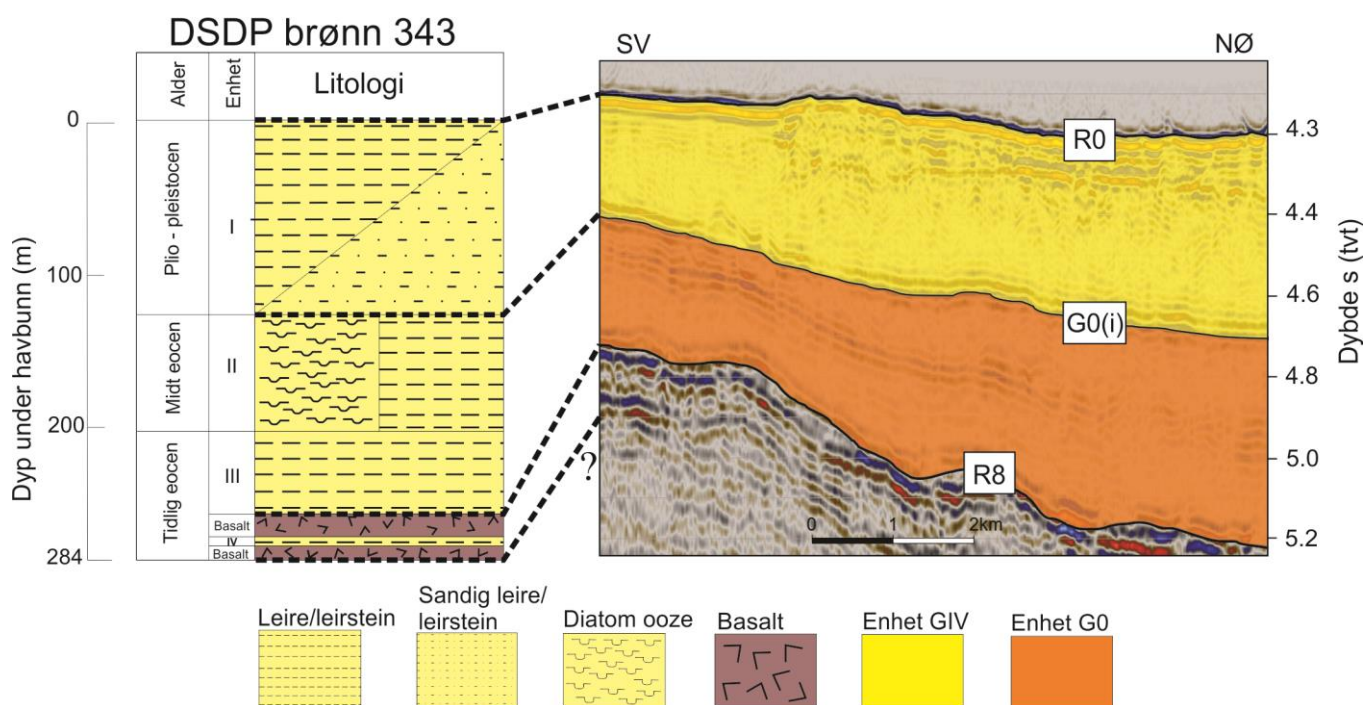 DSDP brønn 343
Alder
Enhet
Litologi
Dyp under havbunn (m)
0
100
200
284
Plio - pleistocen
I
Midt eocen
II
Tidlig eocen
III
Basalt
IV
Basalt
SV
NØ
R0
G0(i)
R8
?
0
1
2km
4.3
4.4
4.6
4.8
5.0
5.2
Dybde s (tvt)
Leire/leirstein
Sandig leire/
leirstein
Diatom ooze
Basalt
Enhet GIV
Enhet G0